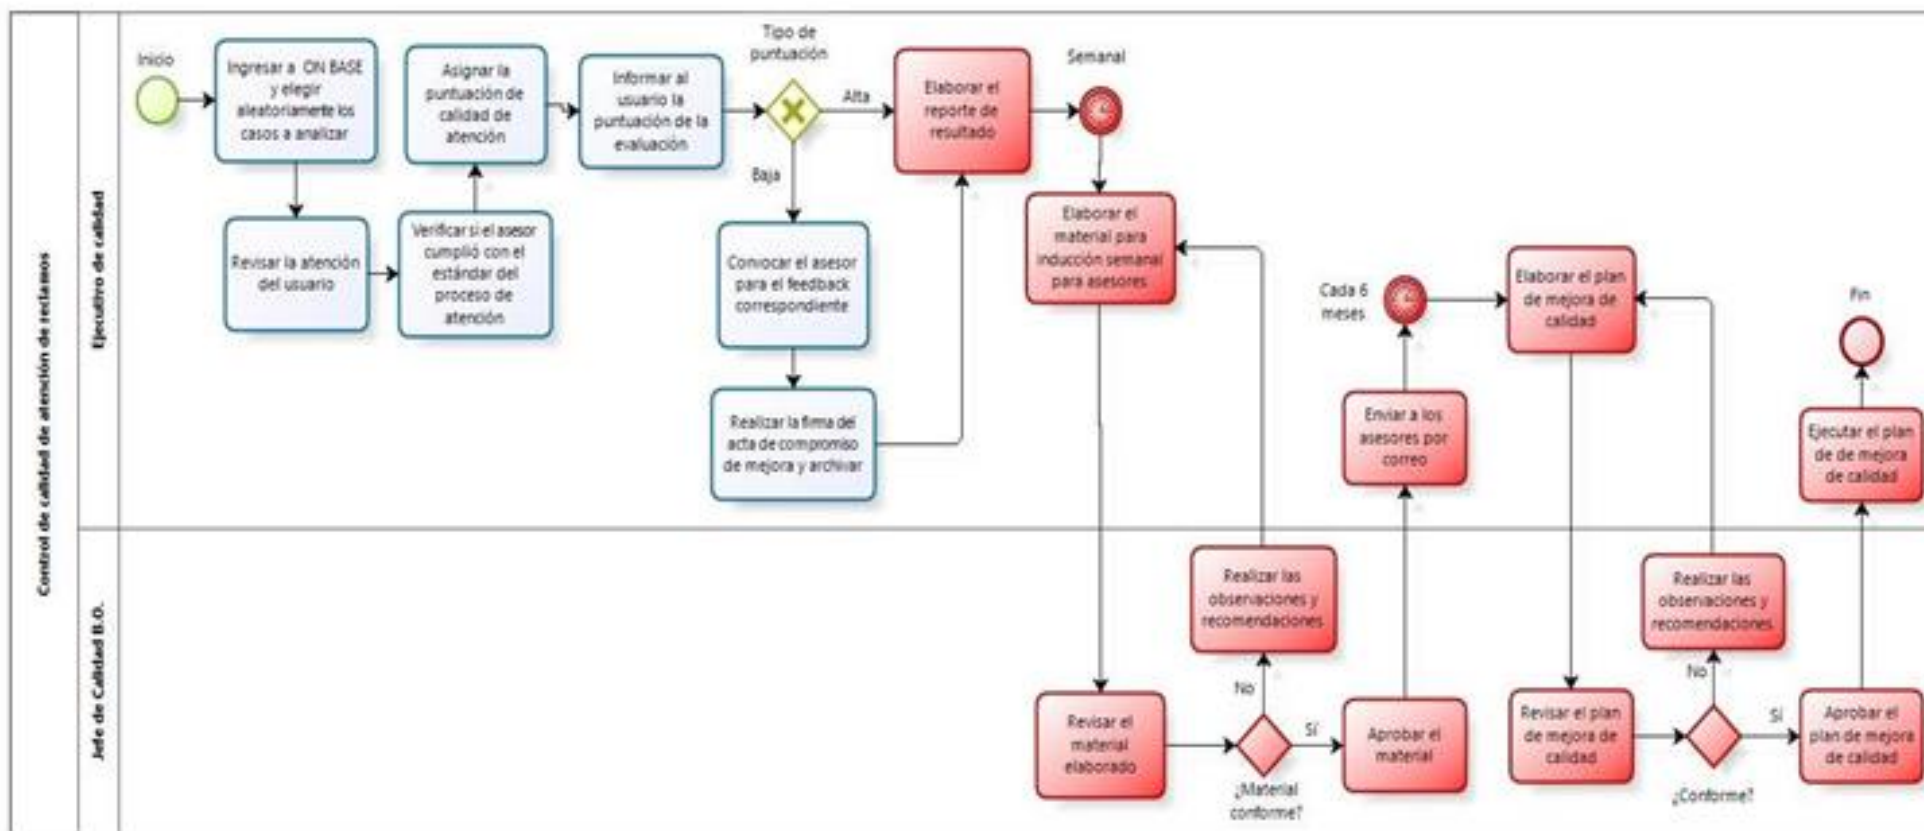 Control de calidad de atención de reclamos
Ejecutivo de calidad
Inicio
Ingresar a ON BASE
y elegir
aleatoriamente los
casos a analizar
Revisar la atención
del usuario
Verificar si el asesor
cumplió con el
estándar del
proceso de
atención
Asignar la
puntuación de
calidad de
atención
Informar al
usuario la
puntuación de la
evaluación
Tipo de
puntuación
Alta
Baja
Convocar el asesor
para el feedback
correspondiente
Realizar la firma del
acta de compromiso
de mejora y archivar
Elaborar el
reporte de
resultado
Semanal
Elaborar el
material para
inducción semanal
para asesores
Cada 6
meses
Enviar a los
asesores por
correo
Elaborar el plan
de mejora de
calidad
Fin
Ejecutar el plan
de de mejora
de calidad
Jefe de Calidad B.O.
Revisar el
material
elaborado
¿Material
conforme?
No
Sí
Realizar las
observaciones y
recomendaciones
Aprobar el
material
Revisar el plan
de mejora de
calidad
¿Conforme?
No
Sí
Realizar las
observaciones y
recomendaciones
Aprobar el
plan de mejora
de calidad